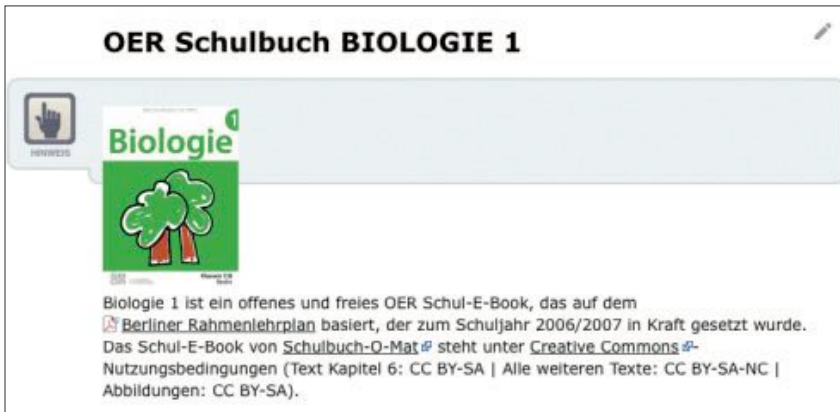 OER Schulbuch BIOLOGIE 1
HINWEIS
Biologie 1
Biologie 1 ist ein offenes und freies OER Schul-E-Book, das auf dem
Berliner Rahmenlehrplan basiert, der zum Schuljahr 2006/2007 in Kraft gesetzt wurde.
Das Schul-E-Book von Schulbuch-O-Mat steht unter Creative Commons -
Nutzungsbedingungen (Text Kapitel 6: CC BY-SA | Alle weiteren Texte: CC BY-SA-NC |
Abbildungen: CC BY-SA).